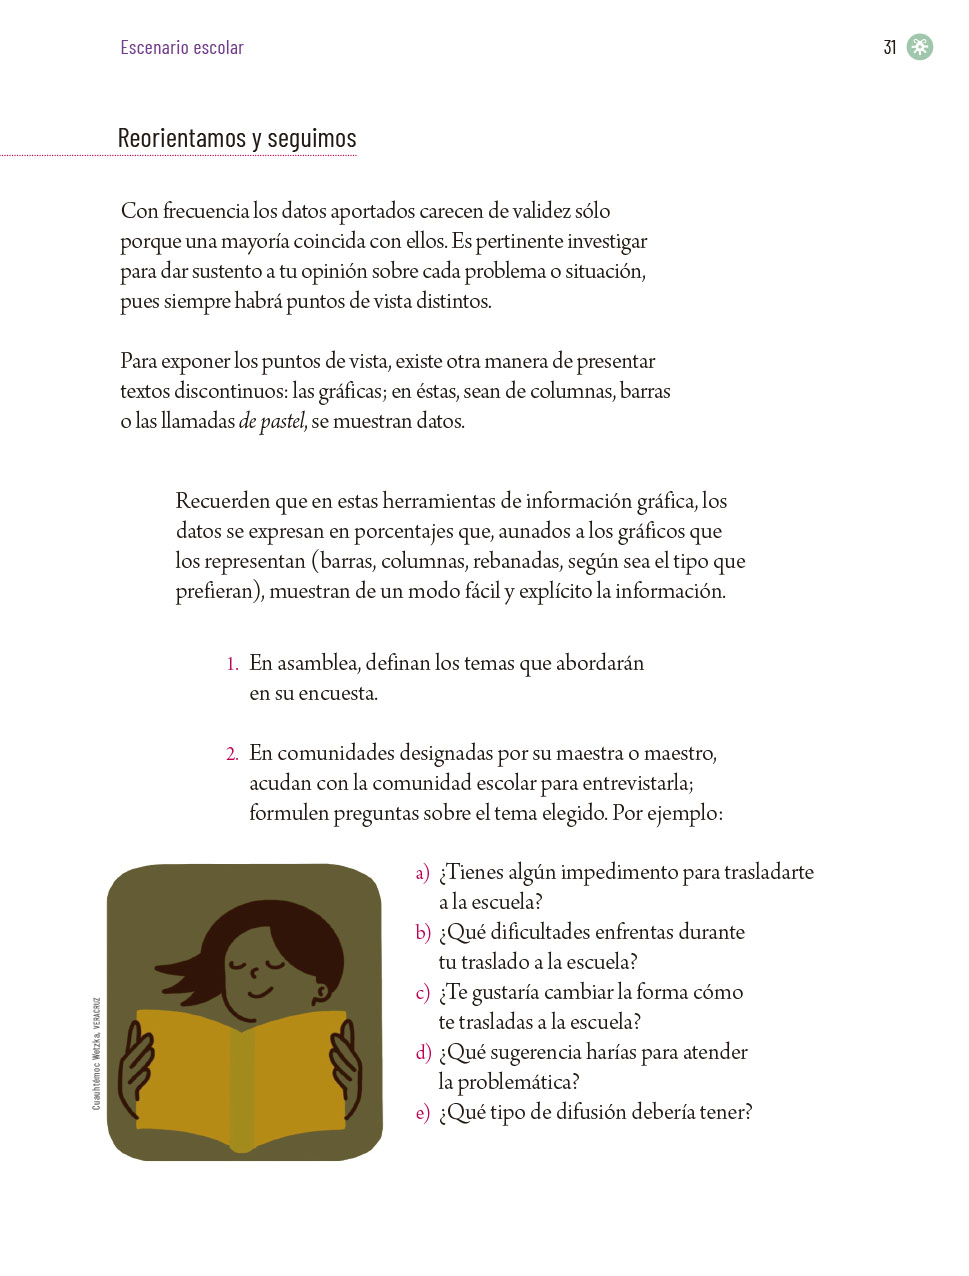 Escenario escolar
31
Reorientamos y seguimos
Con frecuencia los datos aportados carecen de validez sólo
porque una mayoría coincida con ellos. Es pertinente investigar
para dar sustento a tu opinión sobre cada problema o situación,
pues siempre habrá puntos de vista distintos.
Para exponer los puntos de vista, existe otra manera de presentar
textos discontinuos: las gráficas; en éstas, sean de columnas, barras
o las llamadas de pastel, se muestran datos.
Recuerden que en estas herramientas de información gráfica, los
datos se expresan en porcentajes que, aunados a los gráficos que
los representan (barras, columnas, rebanadas, según sea el tipo que
prefieran), muestran de un modo fácil y explícito la información.
1. En asamblea, definan los temas que abordarán
en su encuesta.
2. En comunidades designadas por su maestra o maestro,
acudan con la comunidad escolar para entrevistarla;
formulen preguntas sobre el tema elegido. Por ejemplo:
a) ¿Tienes algún impedimento para trasladarte
a la escuela?
b) ¿Qué dificultades enfrentas durante
tu traslado a la escuela?
c) ¿Te gustaría cambiar la forma cómo
te trasladas a la escuela?
d) ¿Qué sugerencia harías para atender
la problemática?
e) ¿Qué tipo de difusión debería tener?
Cuauhtémoc Wetzka, VERACRUZ